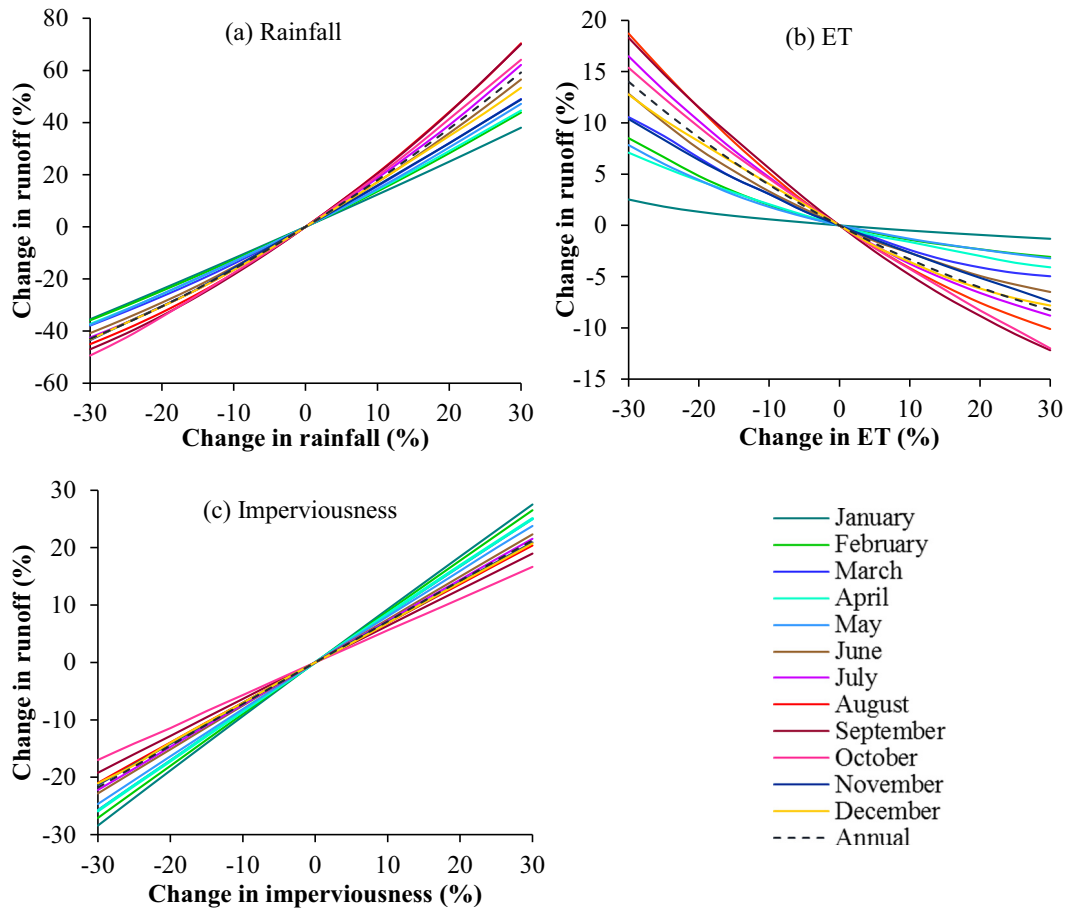 (a) Rainfall
Change in runoff (%)
80
60
40
20
0
-20
-40
-60
-30 -20 -10 0 10 20 30
Change in rainfall (%)
(b) ET
Change in runoff (%)
20
15
10
5
0
-5
-10
-15
-30 -20 -10 0 10 20 30
Change in ET (%)
(c) Imperviousness
Change in runoff (%)
30
20
10
0
-10
-20
-30
-30 -20 -10 0 10 20 30
Change in imperviousness (%)
January
February
March
April
May
June
July
August
September
October
November
December
Annual